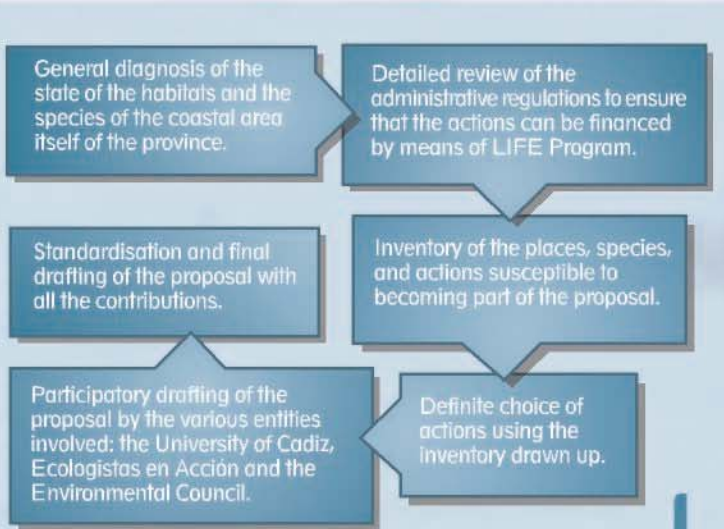 General diagnosis of the
state of the habitats and the
species of the coastal area
itself of the province.
Detailed review of the
administrative regulations to ensure
that the actions can be financed
by means of LIFE Program.
Inventory of the places, species,
and actions susceptible to
becoming part of the proposal.
Definite choice of
actions using the
inventory drawn up.
Participatory drafting of the
proposal by the various entities
involved: the University of Cadiz,
Ecologistas en Acción and the
Environmental Council.
Standardisation and final
drafting of the proposal with
all the contributions.